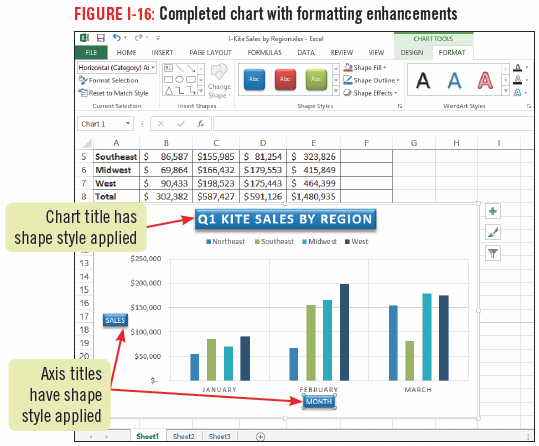 FIGURE I-16: Completed chart with formatting enhancements
I-Kite Sales by Region.xlsx - Excel
CHART TOOLS
FILE HOME INSERT PAGE LAYOUT FORMULAS DATA REVIEW VIEW DESIGN FORMAT
Horizontal (Category) Ax
Format Selection
Reset to Match Style
Current Selection
Change
Shape
Insert Shapes
Abc Abc Abc
Shape Fill
Shape Outline
Shape Effects
Shape Styles
A A A
WordArt Styles
Chart 1
fx
A B C D E F G H I
5 Southeast $ 86,587 $155,985 $ 81,254 $ 323,826
6 Midwest $ 69,864 $166,432 $179,553 $ 415,849
7 West $ 90,433 $198,523 $175,443 $ 464,399
8 Total $ 302,382 $587,427 $591,126 $1,480,935
Chart title has
shape style applied
Q1 KITE SALES BY REGION
Northeast Southeast Midwest West
13
14
15
16
17
18
19
20
$250,000
$200,000
$150,000
$100,000
$50,000
$-
SALES
JANUARY FEBRUARY MARCH
MONTH
Axis titles
have shape
style applied
Sheet1 Sheet2 Sheet3